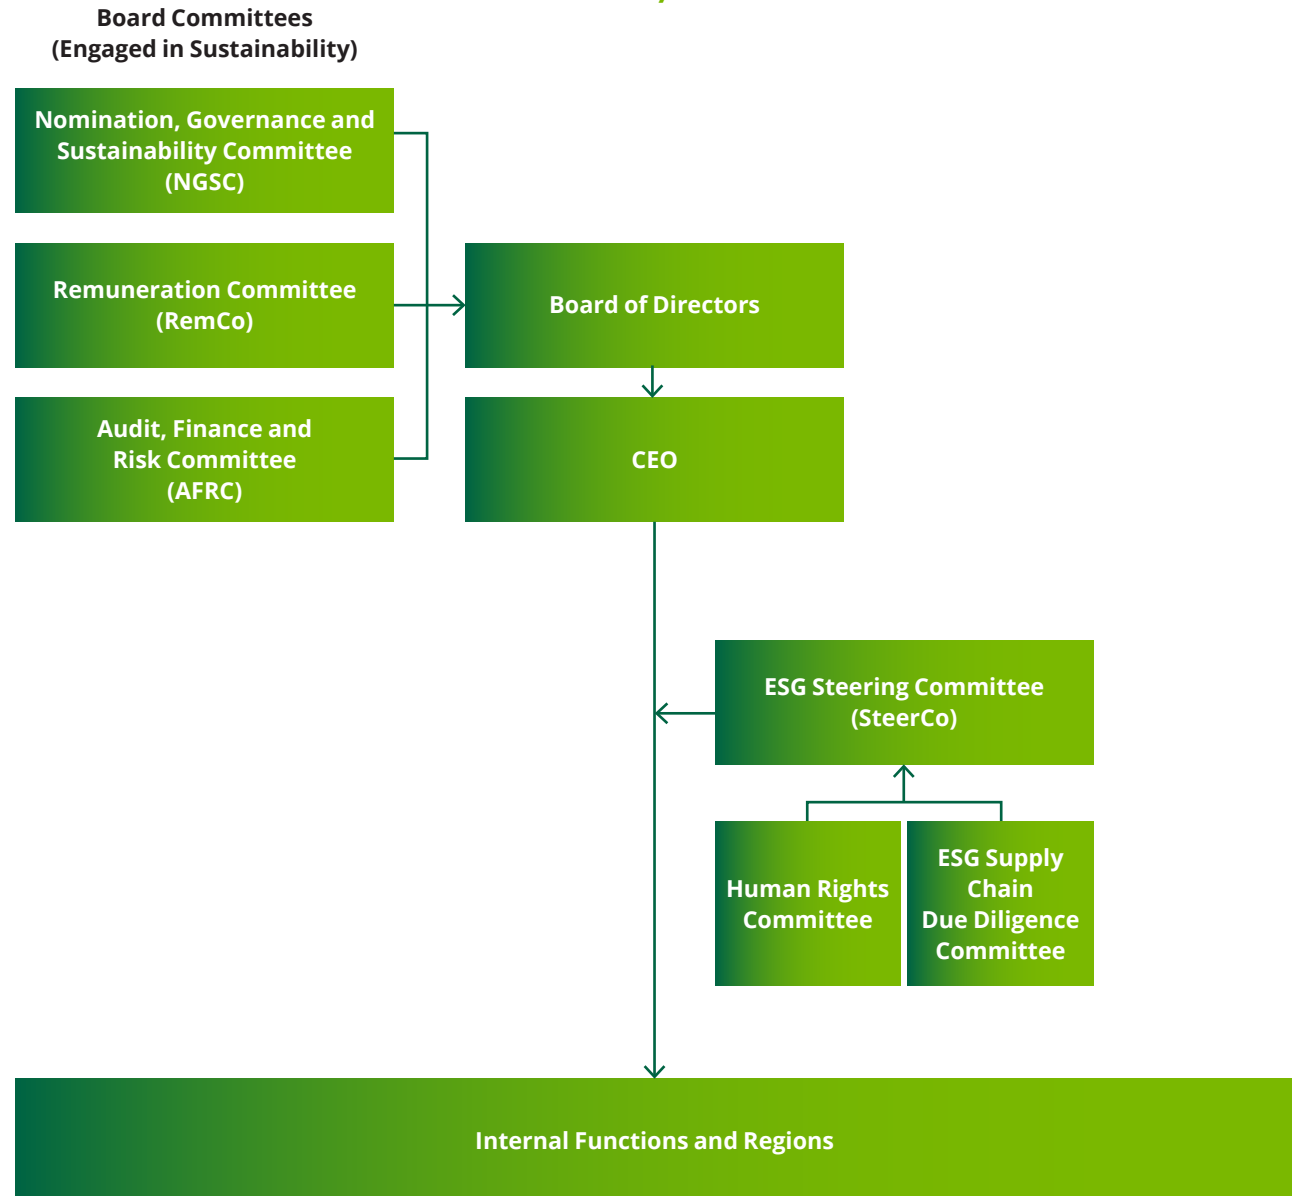 Board Committees
(Engaged in Sustainability)
Nomination, Governance and
Sustainability Committee
(NGSC)
Remuneration Committee
(RemCo)
Board of Directors
Audit, Finance and
Risk Committee
(AFRC)
CEO
ESG Steering Committee
(SteerCo)
Human Rights
Committee
ESG Supply
Chain
Due Diligence
Committee
Internal Functions and Regions